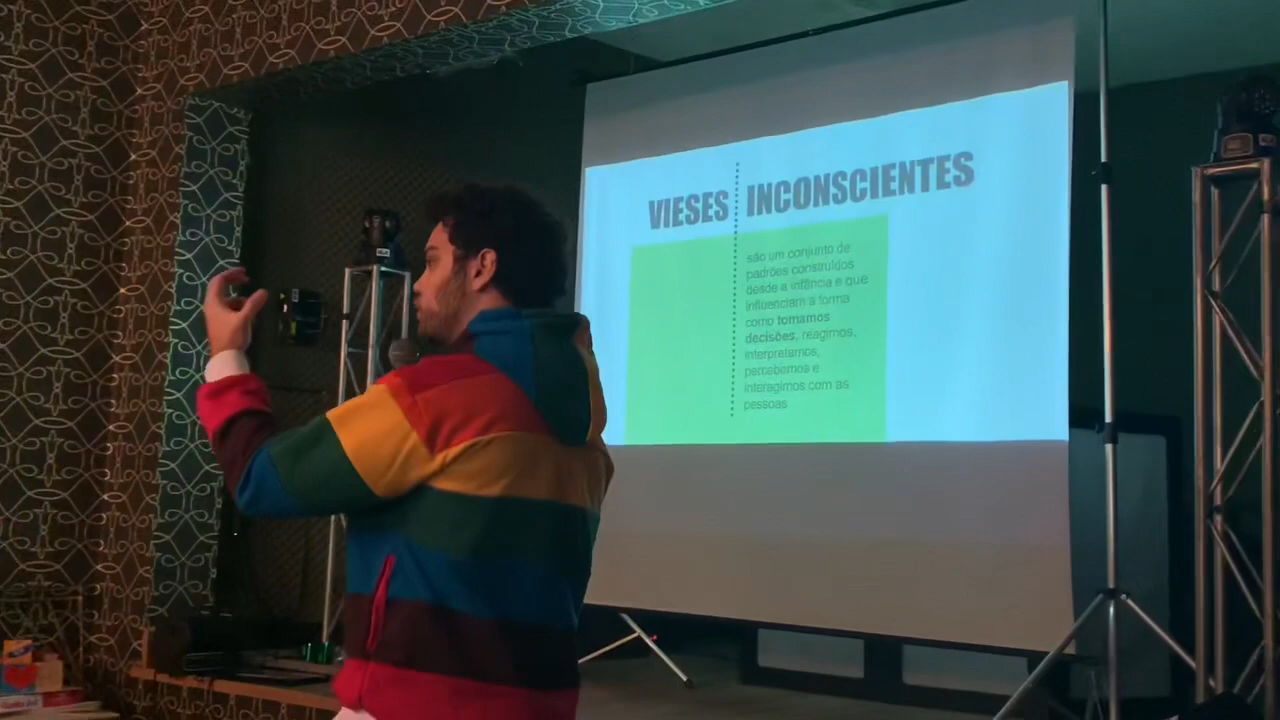 VIESES INCONSCIENTES
são um conjunto de
padrões construídos
desde a infância e que
influenciam a forma
como tomamos
decisões, reagimos,
interpretamos,
percebemos e
interagimos com as
pessoas